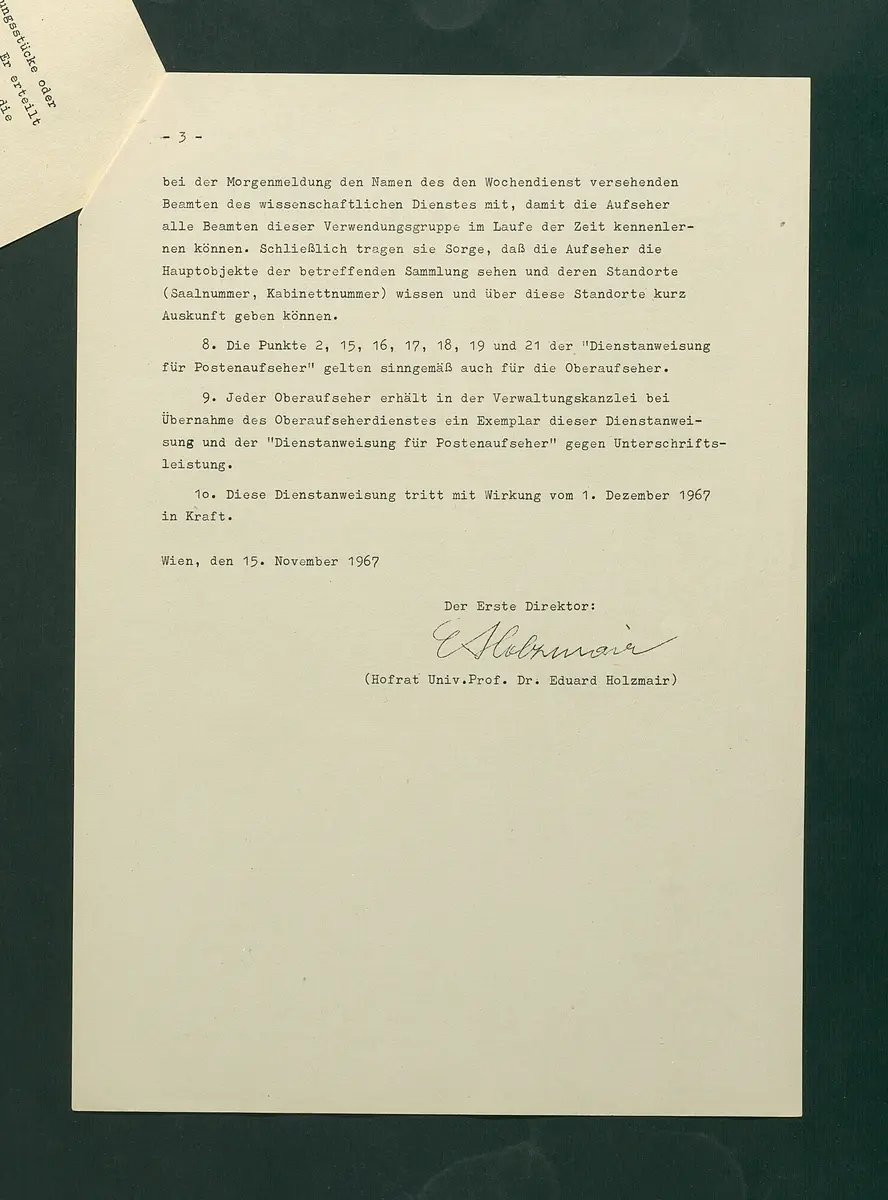 ungsstücke oder
Er erteilt
die
- 3 -
bei der Morgenmeldung den Namen des den Wochendienst versehenden
Beamten des wissenschaftlichen Dienstes mit, damit die Aufseher
alle Beamten dieser Verwendungsgruppe im Laufe der Zeit kennenler-
nen können. Schließlich tragen sie Sorge, daß die Aufseher die
Hauptobjekte der betreffenden Sammlung sehen und deren Standorte
(Saalnummer, Kabinettnummer) wissen und über diese Standorte kurz
Auskunft geben können.
8. Die Punkte 2, 15, 16, 17, 18, 19 und 21 der "Dienstanweisung
für Postenaufseher" gelten sinngemäß auch für die Oberaufseher.
9. Jeder Oberaufseher erhält in der Verwaltungskanzlei bei
Übernahme des Oberaufseherdienstes ein Exemplar dieser Dienstanwei-
sung und der "Dienstanweisung für Postenaufseher" gegen Unterschrifts-
leistung.
1o. Diese Dienstanweisung tritt mit Wirkung vom 1. Dezember 1967
in Kraft.
Wien, den 15. November 1967
Der Erste Direktor:
E Holzmair
(Hofrat Univ.Prof. Dr. Eduard Holzmair)